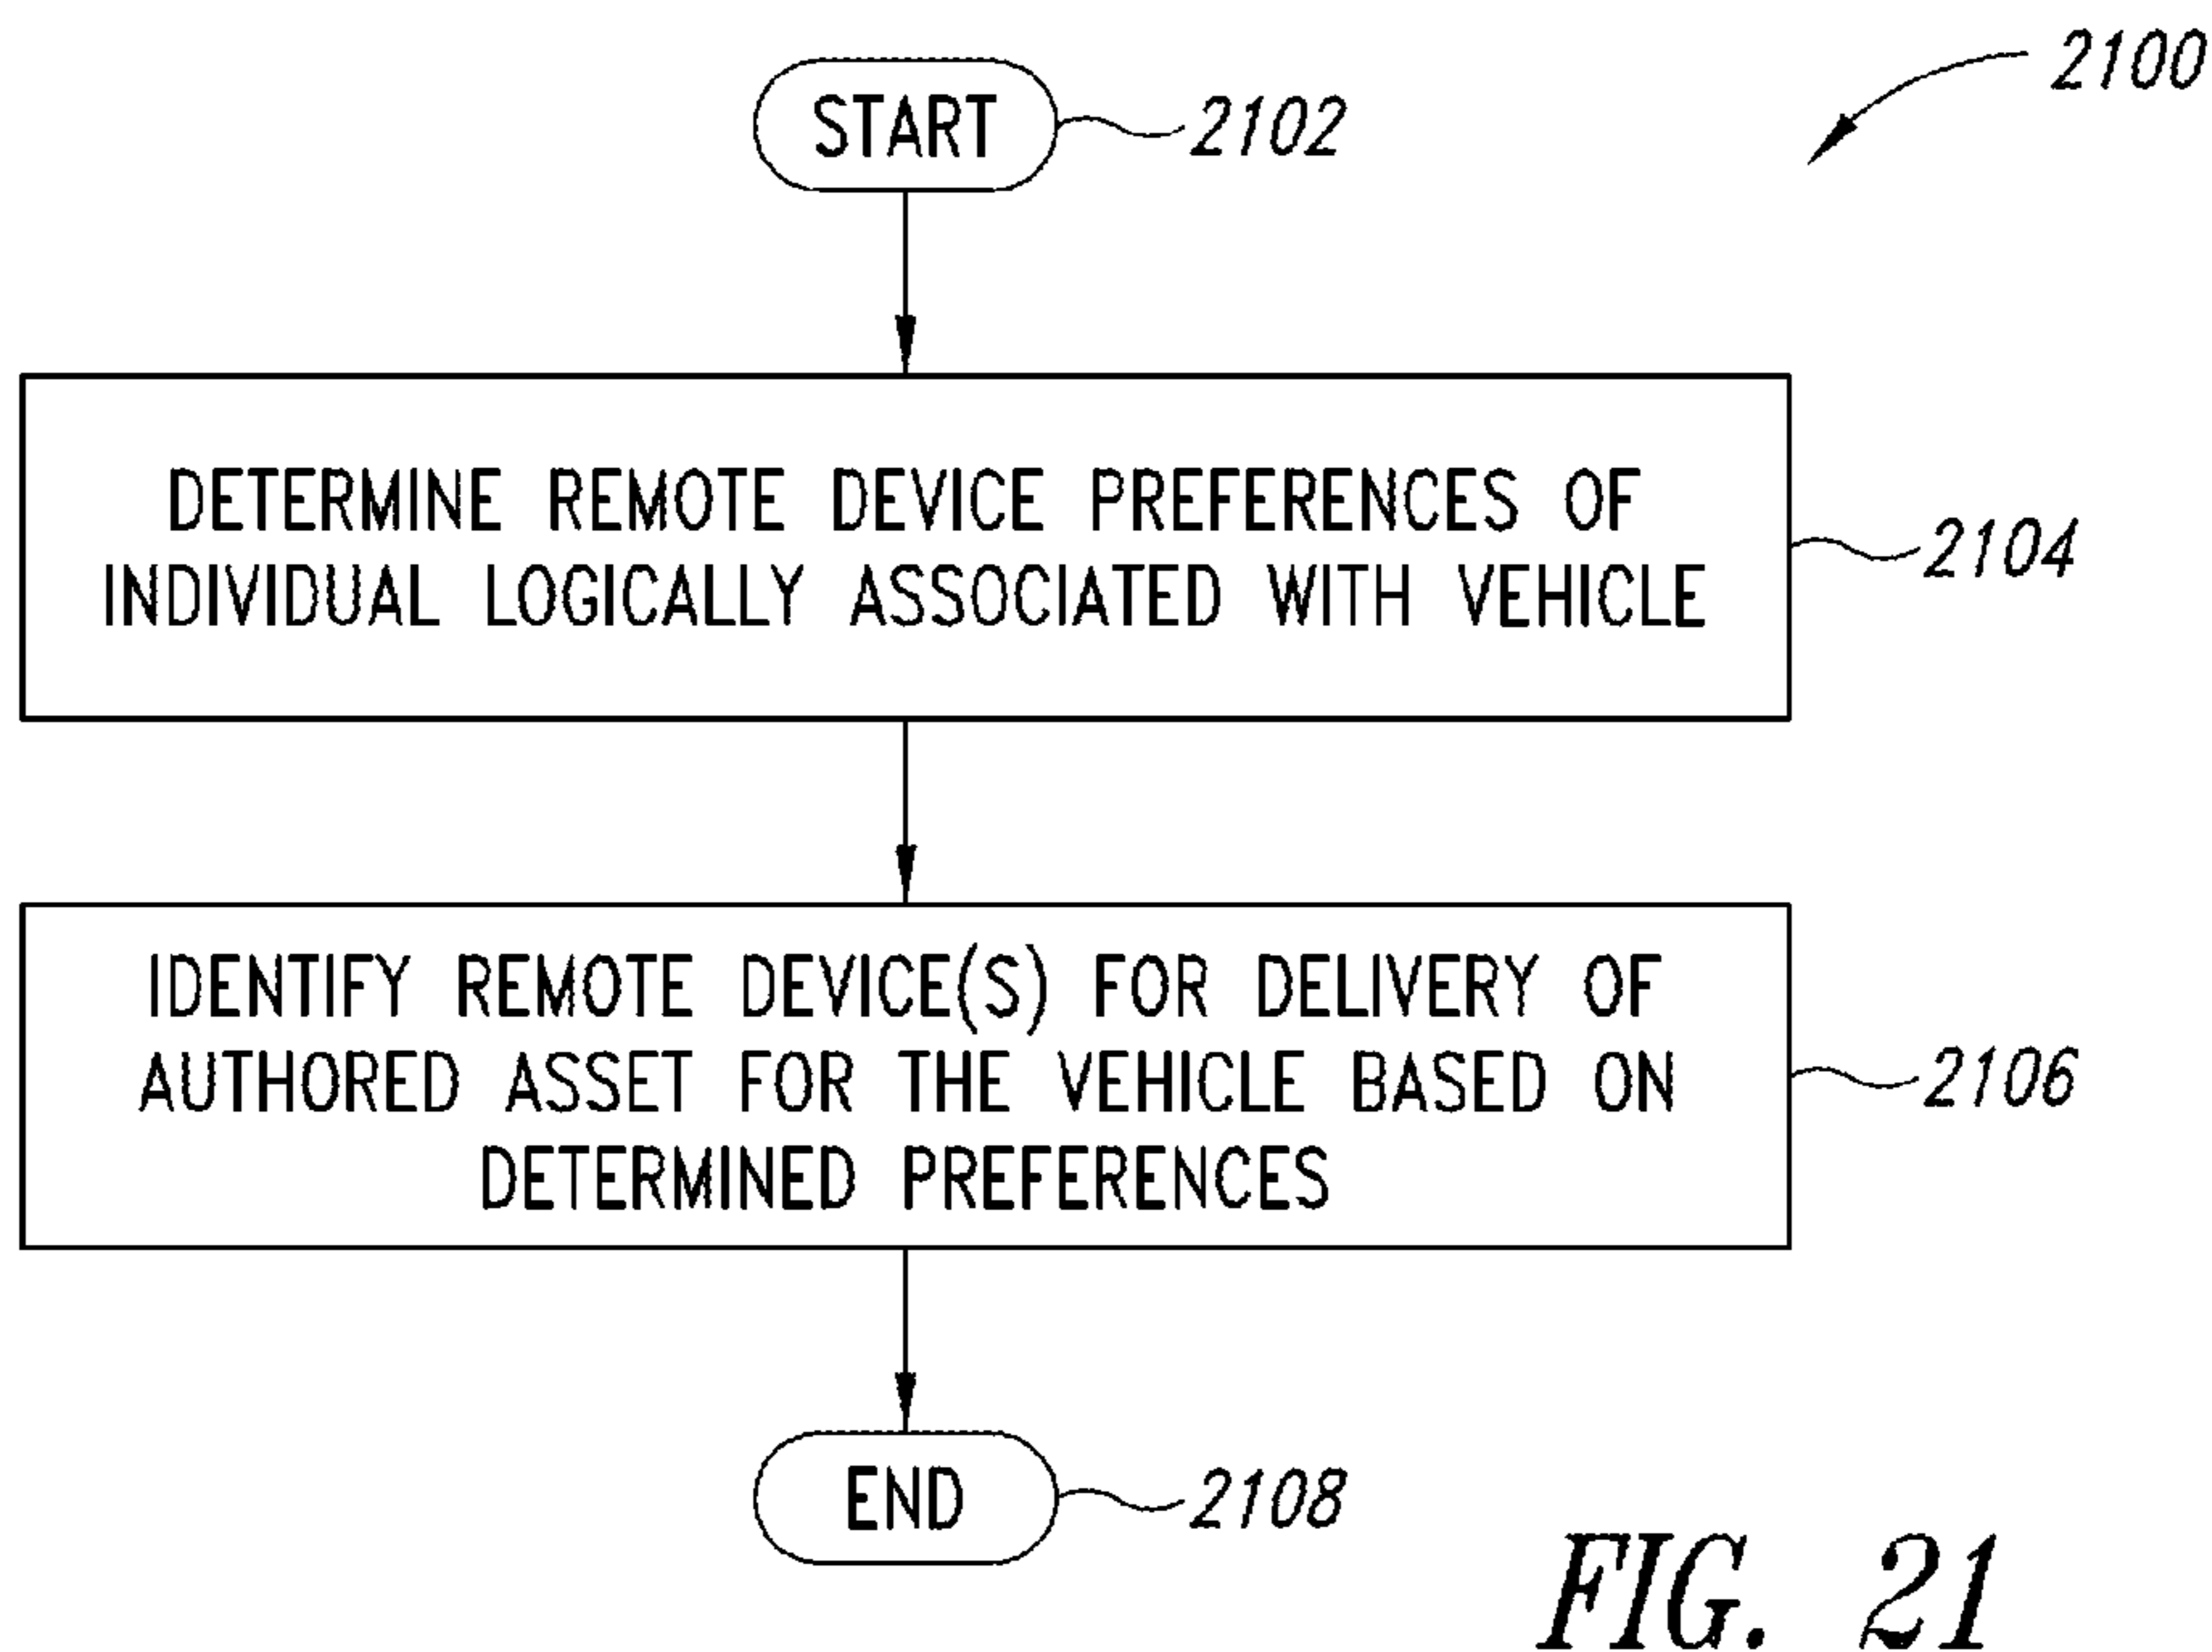 2100
START
2102
DETERMINE REMOTE DEVICE PREFERENCES OF
INDIVIDUAL LOGICALLY ASSOCIATED WITH VEHICLE
2104
IDENTIFY REMOTE DEVICE(S) FOR DELIVERY OF
AUTHORED ASSET FOR THE VEHICLE BASED ON
DETERMINED PREFERENCES
2106
END
2108
FIG. 21